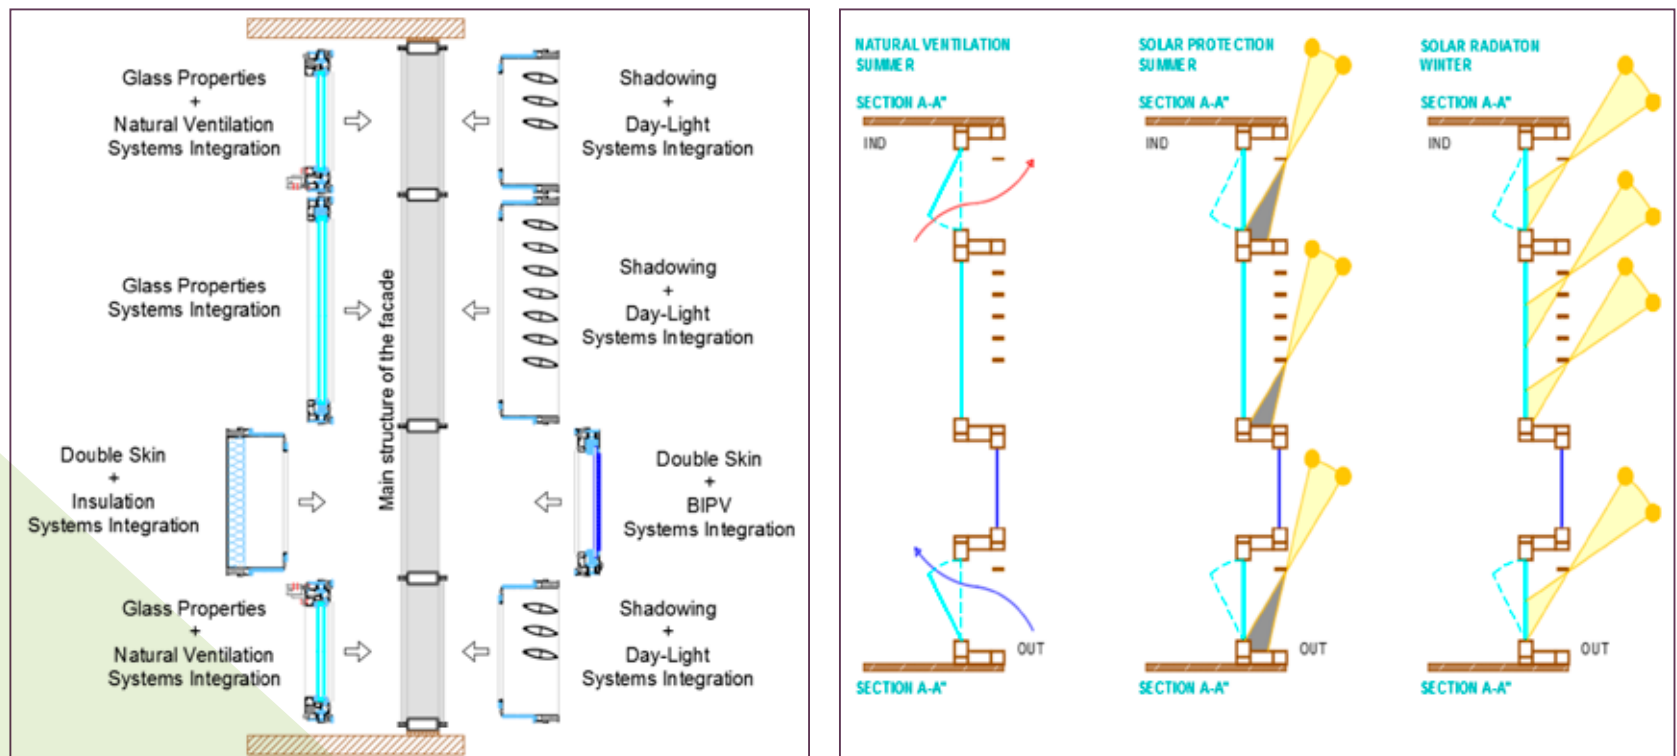 Glass Properties
+
Natural Ventilation
Systems Integration
Glass Properties
Systems Integration
Double Skin
+
Insulation
Systems Integration
Glass Properties
+
Natural Ventilation
Systems Integration
Main structure of the facade
Shadowing
+
Day-Light
Systems Integration
Shadowing
+
Day-Light
Systems Integration
Double Skin
+
BIPV
Systems Integration
Shadowing
+
Day-Light
Systems Integration
NATURAL VENTILATION
SUMMER
SECTION A-A"
IND
OUT
SECTION A-A"
SOLAR PROTECTION
SUMMER
SECTION A-A"
IND
OUT
SECTION A-A"
SOLAR RADIATON
WINTER
SECTION A-A"
IND
OUT
SECTION A-A"